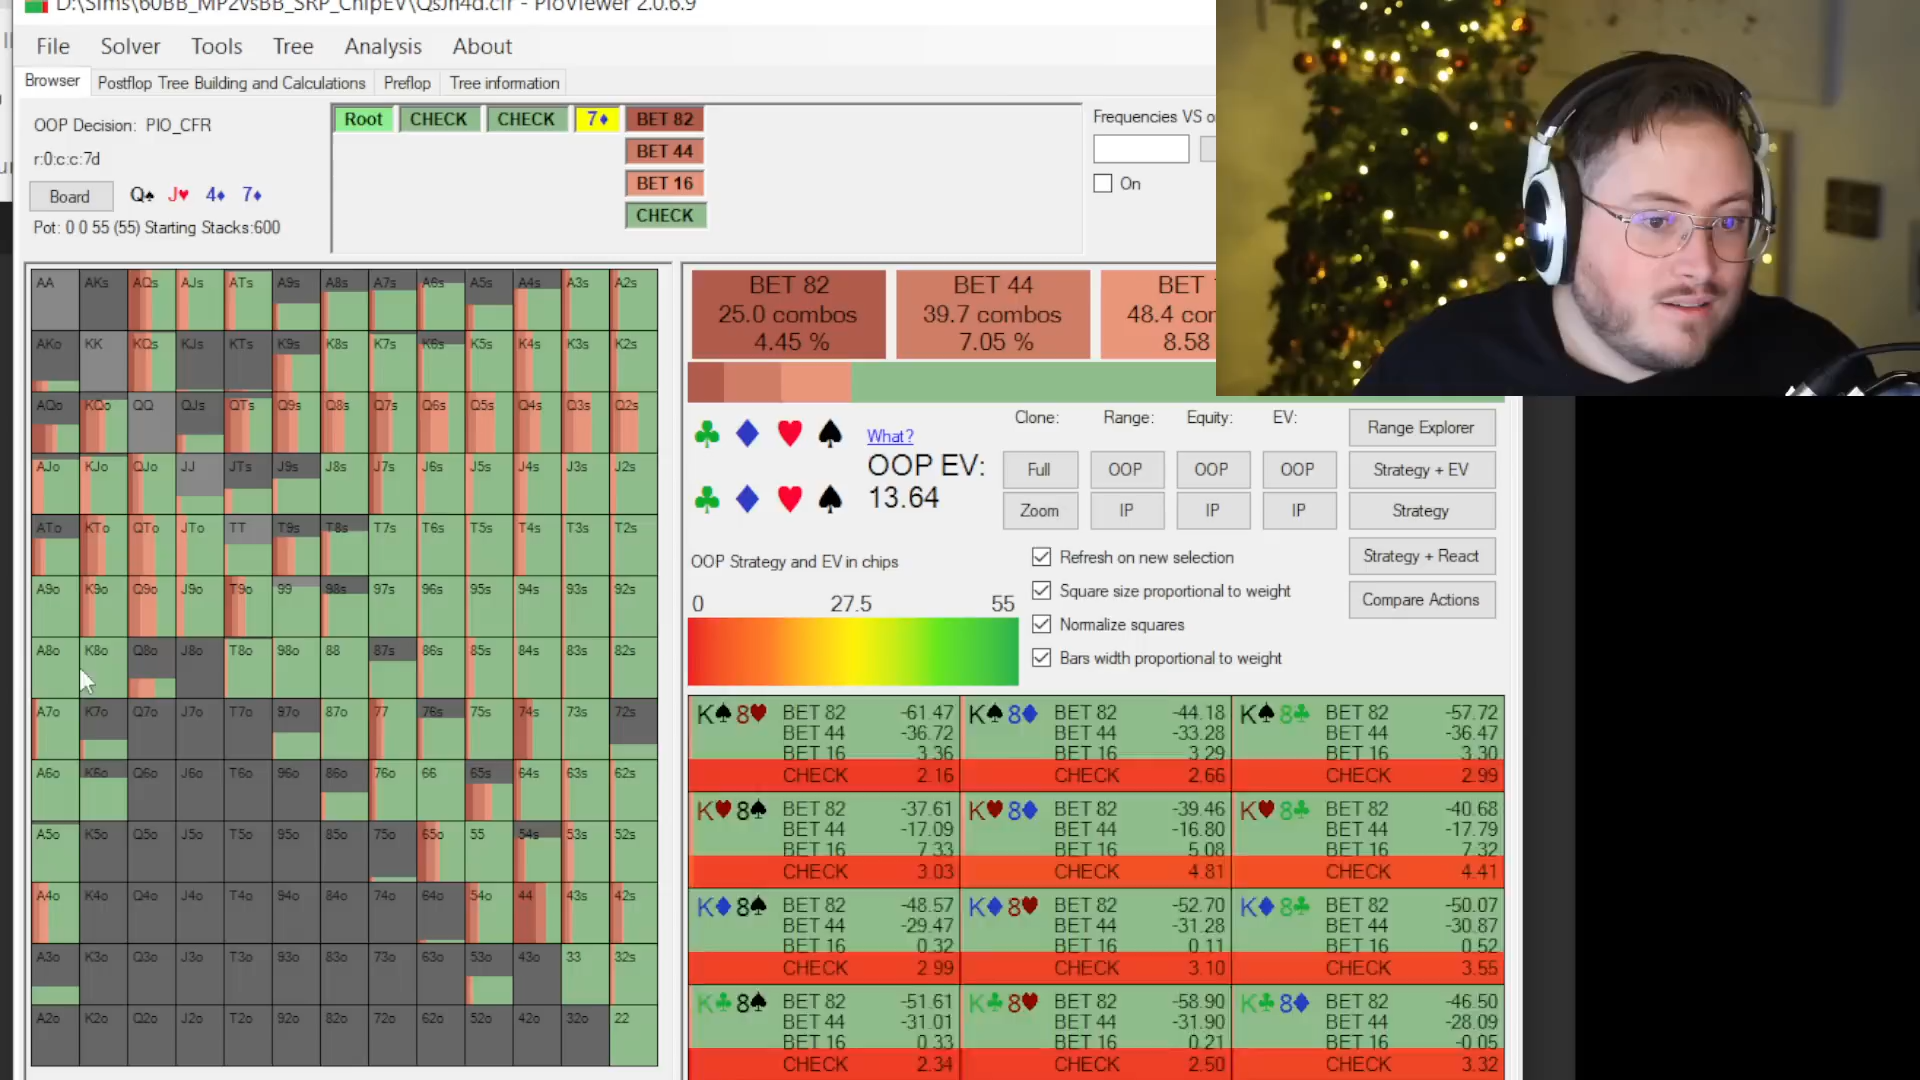 D:\Sims\60BB_MP2vsBB_SRP_ChipEV\QsJh4d.cfr - PioViewer 2.0.6.9
File Solver Tools Tree Analysis About
Browser Postflop Tree Building and Calculations Preflop Tree information
OOP Decision: PIO_CFR
r:0:c:c:7d
Board Q♠ J♥ 4♦ 7♦
Pot: 0 0 55 (55) Starting Stacks:600
Root CHECK CHECK 7♦ BET 82
BET 44
BET 16
CHECK
Frequencies VS o
On
AA AKs AQs AJs ATs A9s A8s A7s A6s A5s A4s A3s A2s
AKo KK KQs KJs KTs K9s K8s K7s K6s K5s K4s K3s K2s
AQo KQo QQ QJs QTs Q9s Q8s Q7s Q6s Q5s Q4s Q3s Q2s
AJo KJo QJo JJ JTs J9s J8s J7s J6s J5s J4s J3s J2s
ATo KTo QTo JTo TT T9s T8s T7s T6s T5s T4s T3s T2s
A9o K9o Q9o J9o T9o 99 98s 97s 96s 95s 94s 93s 92s
A8o K8o Q8o J8o T8o 98o 88 87s 86s 85s 84s 83s 82s
A7o K7o Q7o J7o T7o 97o 87o 77 76s 75s 74s 73s 72s
A6o K6o Q6o J6o T6o 96o 86o 76o 66 65s 64s 63s 62s
A5o K5o Q5o J5o T5o 95o 85o 75o 65o 55 54s 53s 52s
A4o K4o Q4o J4o T4o 94o 84o 74o 64o 54o 44 43s 42s
A3o K3o Q3o J3o T3o 93o 83o 73o 63o 53o 43o 33 32s
A2o K2o Q2o J2o T2o 92o 82o 72o 62o 52o 42o 32o 22
BET 82 BET 44 BET
25.0 combos 39.7 combos 48.4 cor
4.45 % 7.05 % 8.58
What?
OOP EV:
13.64
Clone: Range: Equity: EV:
Full OOP OOP OOP
Zoom IP IP IP
Range Explorer
Strategy + EV
Strategy
Strategy + React
Compare Actions
OOP Strategy and EV in chips
0 27.5 55
Refresh on new selection
Square size proportional to weight
Normalize squares
Bars width proportional to weight
K♠8♥ BET 82 -61.47 K♠8♦ BET 82 -44.18 K♠8♣ BET 82 -57.72
BET 44 -36.72 BET 44 -33.28 BET 44 -36.47
BET 16 3.36 BET 16 3.29 BET 16 3.30
CHECK 2.16 CHECK 2.66 CHECK 2.99
K♥8♠ BET 82 -37.61 K♥8♦ BET 82 -39.46 K♥8♣ BET 82 -40.68
BET 44 -17.09 BET 44 -16.80 BET 44 -17.79
BET 16 7.33 BET 16 5.08 BET 16 7.32
CHECK 3.03 CHECK 4.81 CHECK 4.41
K♦8♠ BET 82 -48.57 K♦8♥ BET 82 -52.70 K♦8♣ BET 82 -50.07
BET 44 -29.47 BET 44 -31.28 BET 44 -30.87
BET 16 0.32 BET 16 0.11 BET 16 0.52
CHECK 2.99 CHECK 3.10 CHECK 3.55
K♣8♠ BET 82 -51.61 K♣8♥ BET 82 -58.90 K♣8♦ BET 82 -46.50
BET 44 -31.01 BET 44 -31.90 BET 44 -28.09
BET 16 0.33 BET 16 0.21 BET 16 -0.05
CHECK 2.34 CHECK 2.50 CHECK 3.32